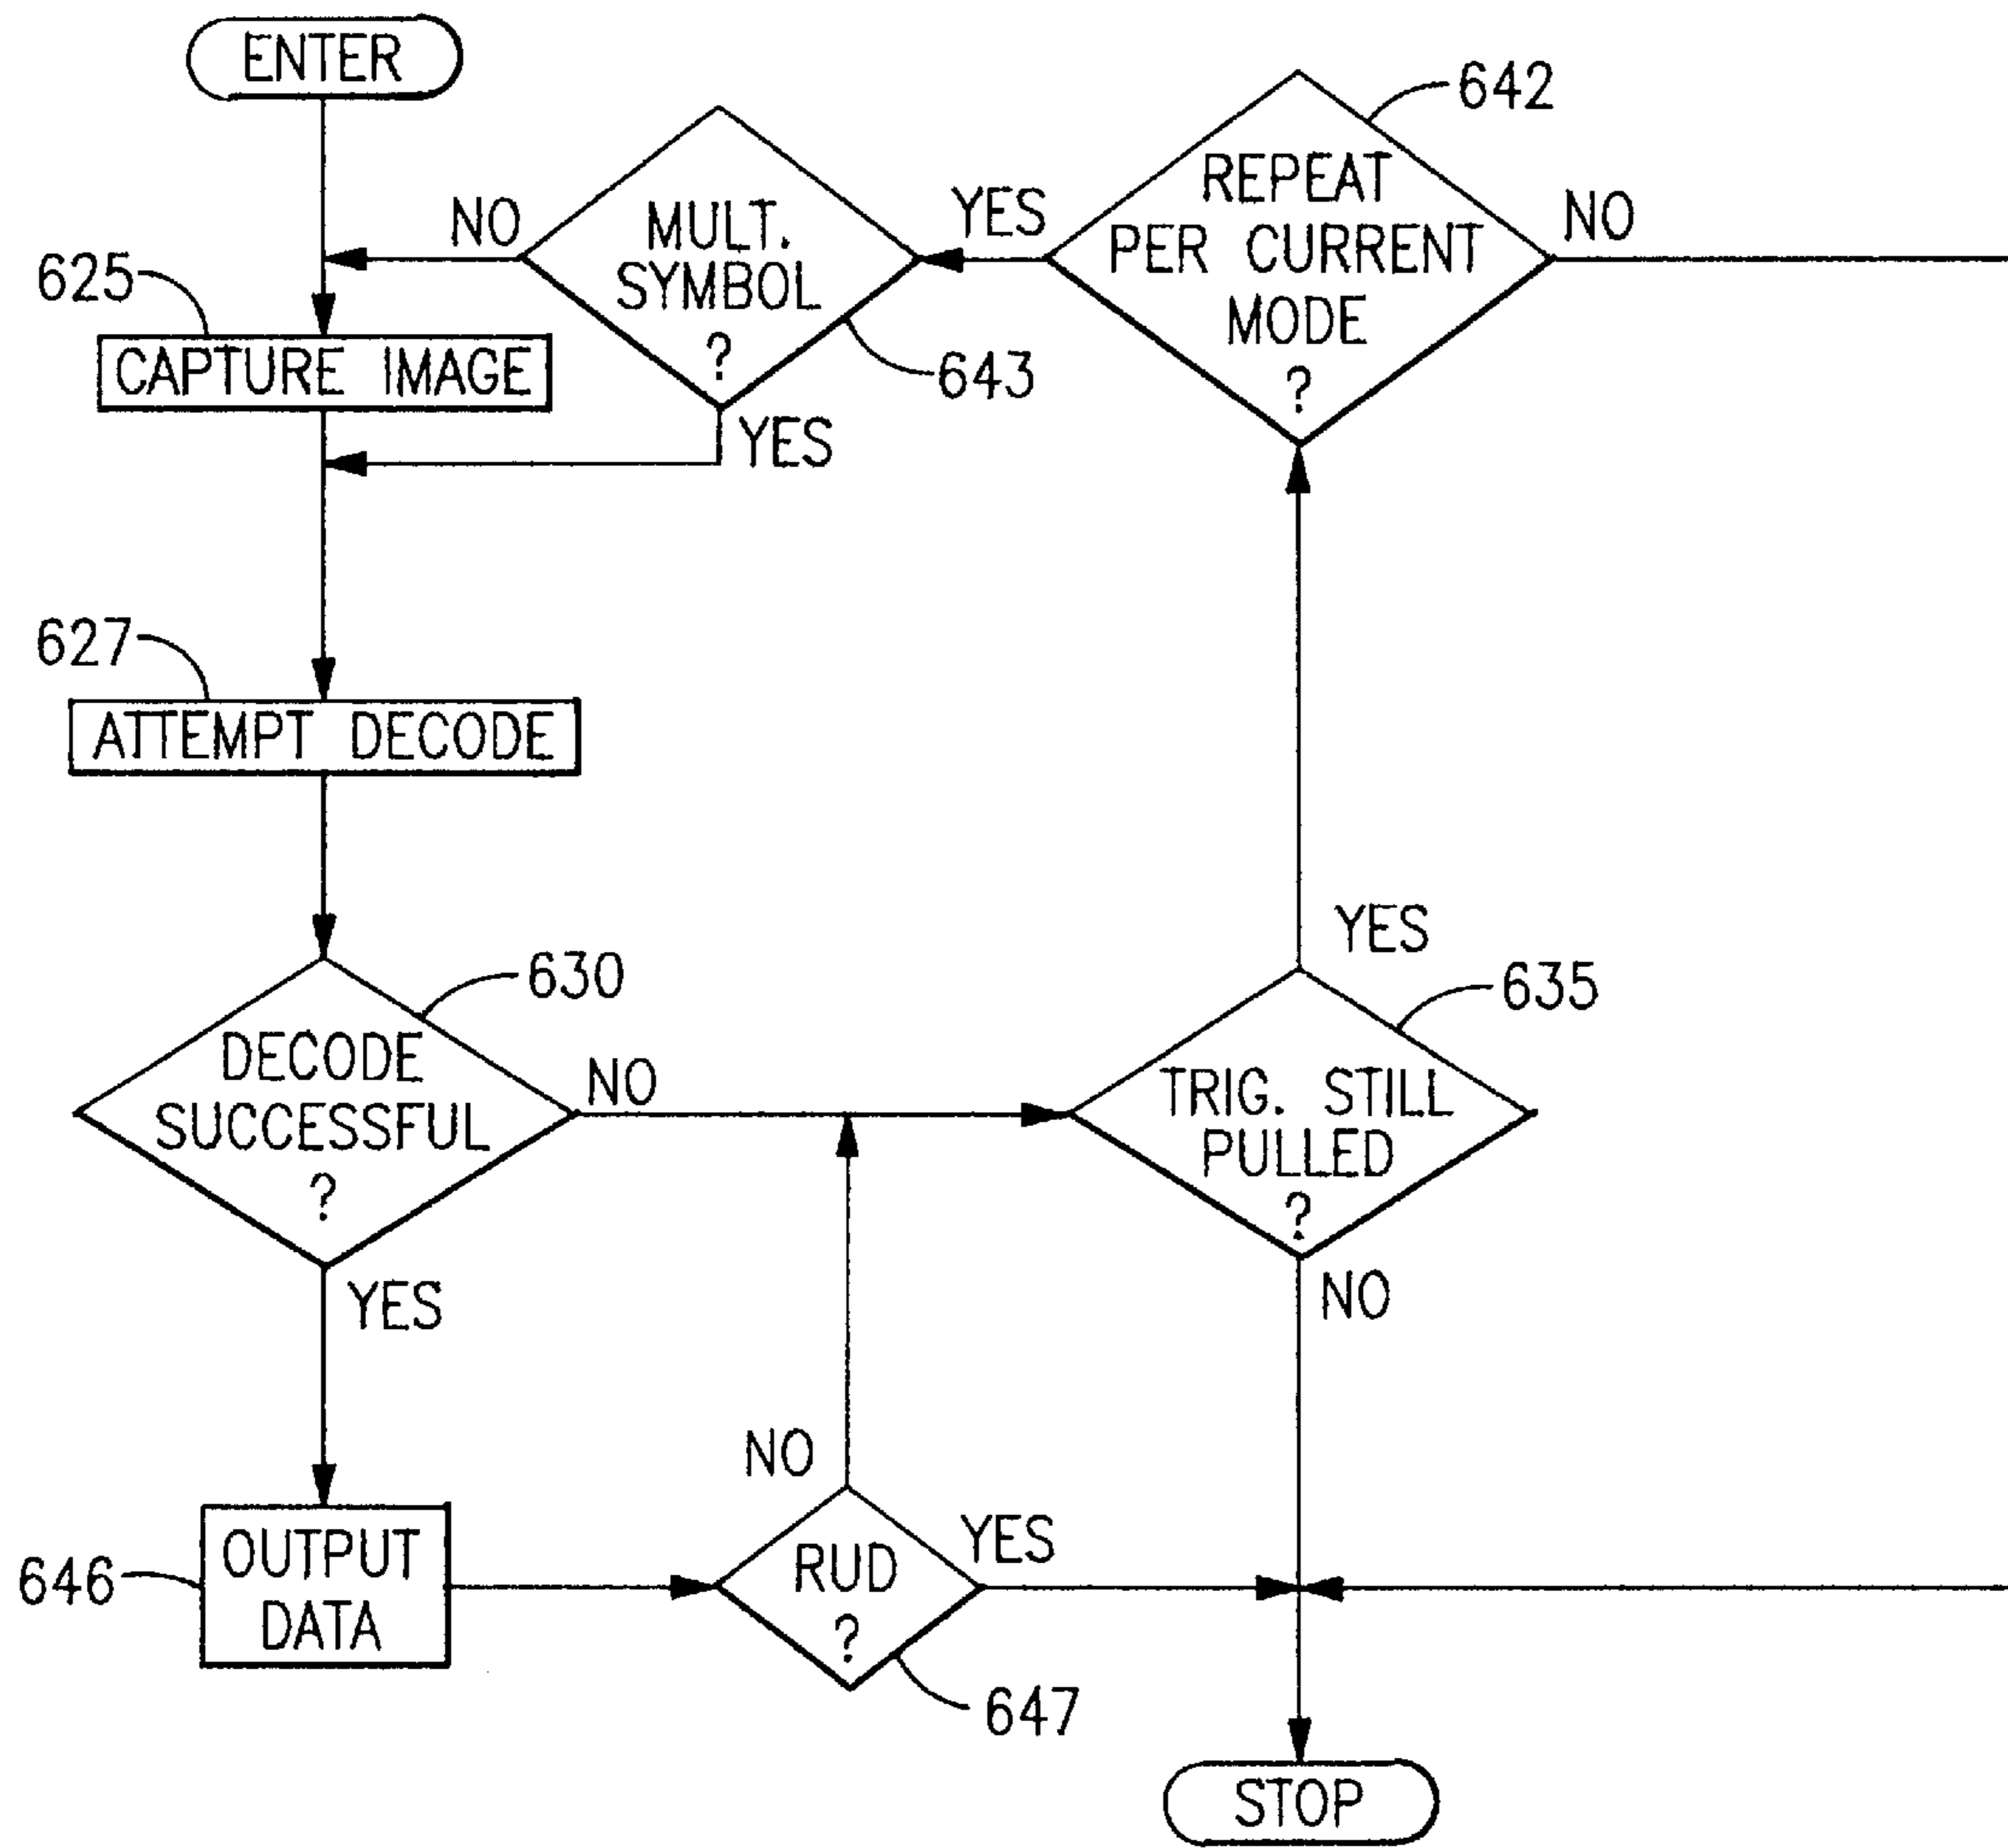 ENTER
625
CAPTURE IMAGE
NO
MULT.
SYMBOL
?
643
YES
YES
REPEAT
PER CURRENT
MODE
?
642
NO
627
ATTEMPT DECODE
630
DECODE
SUCCESSFUL
?
NO
YES
YES
635
TRIG. STILL
PULLED
?
NO
646
OUTPUT
DATA
NO
RUD
?
YES
647
STOP